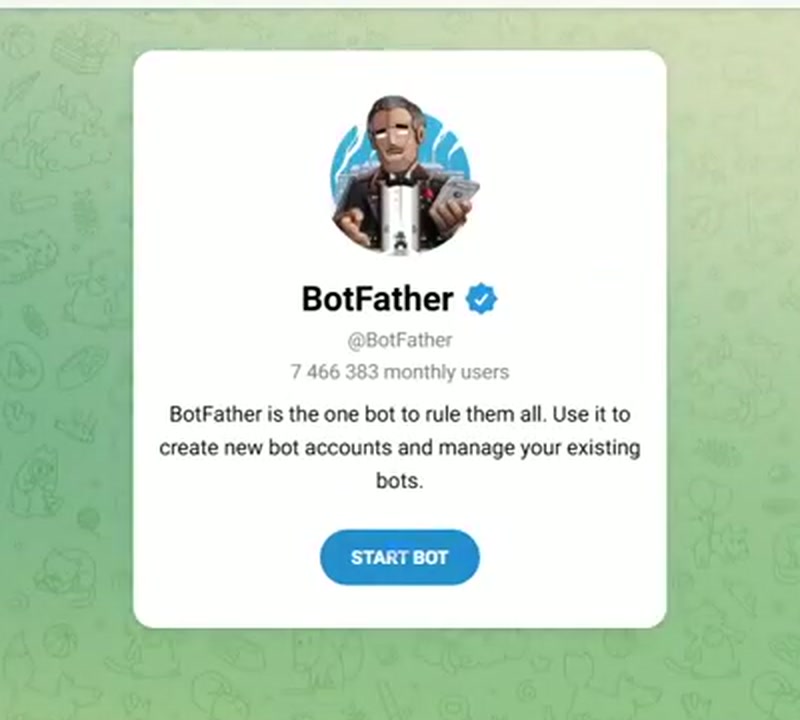 BotFather
@BotFather
7 466 383 monthly users
BotFather is the one bot to rule them all. Use it to
create new bot accounts and manage your existing
bots.
START BOT